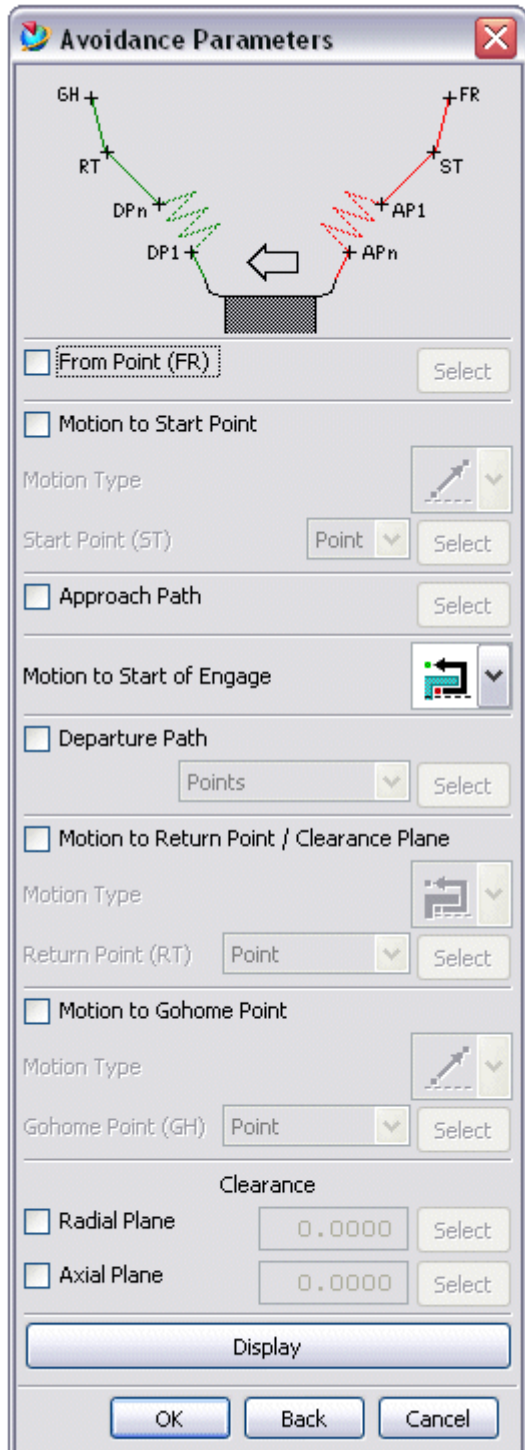 Avoidance Parameters
GH FR
RT ST
DPn AP1
DP1 APn
From Point (FR) Select
Motion to Start Point
Motion Type
Start Point (ST) Point Select
Approach Path Select
Motion to Start of Engage
Departure Path
Points Select
Motion to Return Point / Clearance Plane
Motion Type
Return Point (RT) Point Select
Motion to Gohome Point
Motion Type
Gohome Point (GH) Point Select
Clearance
Radial Plane 0.0000 Select
Axial Plane 0.0000 Select
Display
OK Back Cancel